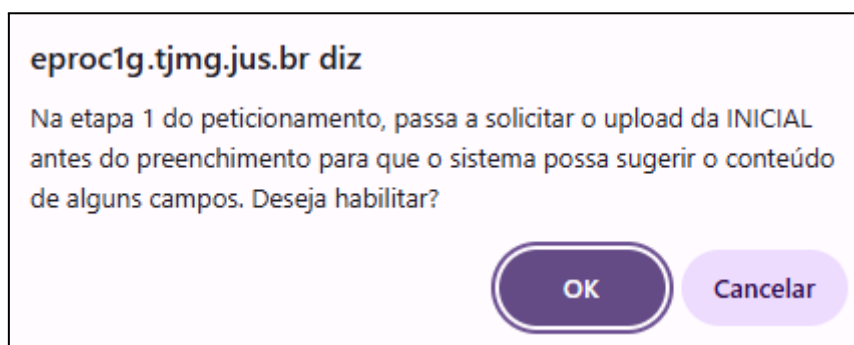 eproc1g.tjmg.jus.br diz
Na etapa 1 do peticionamento, passa a solicitar o upload da INICIAL
antes do preenchimento para que o sistema possa sugerir o conteúdo
de alguns campos. Deseja habilitar?
OK
Cancelar